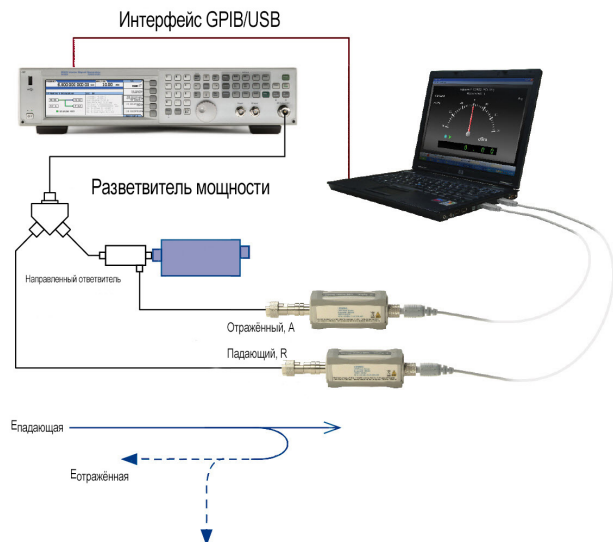 Интерфейс GPIB/USB
Разветвитель мощности
Направленный ответвитель
Отражённый, A
Падающий, R
Eпадающая
Eотражённая